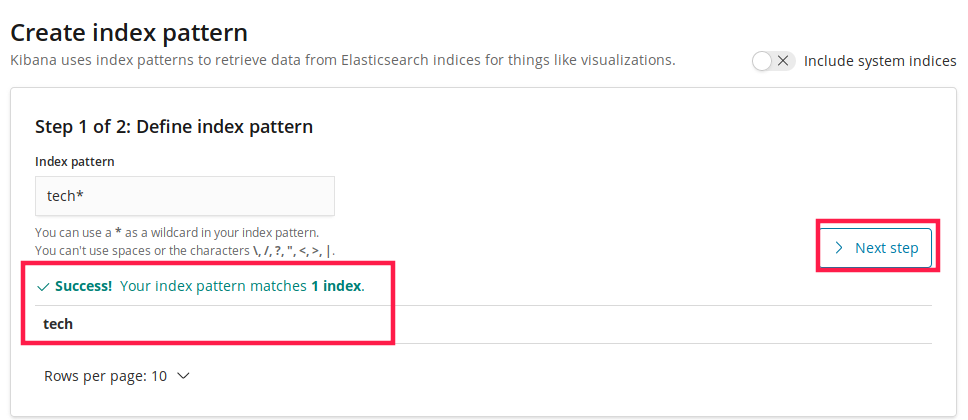 Create index pattern
Kibana uses index patterns to retrieve data from Elasticsearch indices for things like visualizations.
Include system indices
Step 1 of 2: Define index pattern
Index pattern
tech*
You can use a * as a wildcard in your index pattern.
You can't use spaces or the characters \, /, ?, ", <, >, |.
Next step
Success! Your index pattern matches 1 index.
tech
Rows per page: 10